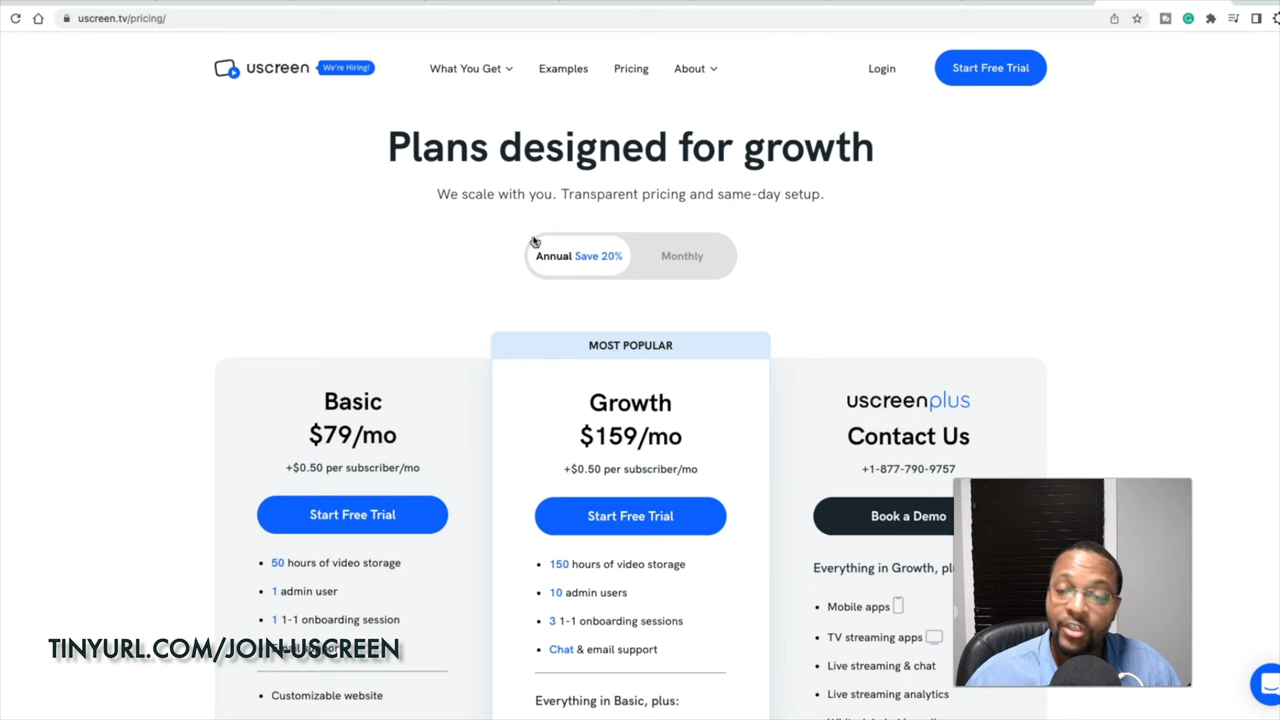 uscreen.tv/pricing/
uscreen We're Hiring! What You Get Examples Pricing About Login Start Free Trial
Plans designed for growth
We scale with you. Transparent pricing and same-day setup.
Annual Save 20% Monthly
MOST POPULAR
Basic
$79/mo
+$0.50 per subscriber/mo
Start Free Trial
• 50 hours of video storage
• 1 admin user
• 1 1-1 onboarding session
• Customizable website
Growth
$159/mo
+$0.50 per subscriber/mo
Start Free Trial
• 150 hours of video storage
• 10 admin users
• 3 1-1 onboarding sessions
• Chat & email support
Everything in Basic, plus:
uscreenplus
Contact Us
+1-877-790-9757
Book a Demo
Everything in Growth,
• Mobile apps
• TV streaming apps
• Live streaming & chat
• Live streaming analytics
TINYURL.COM/JOIN-USCREEN